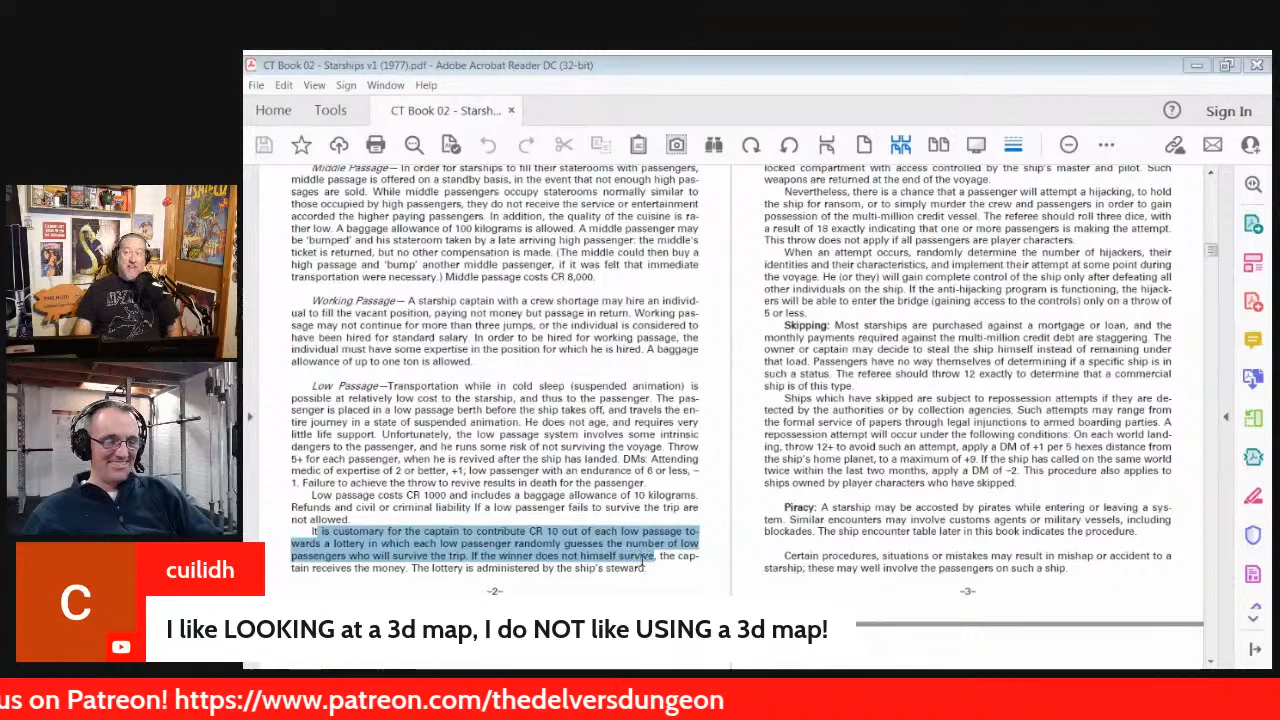 CT Book 02 - Starships v1 (1977).pdf - Adobe Acrobat Reader DC (32-bit)
File Edit View Sign Window Help
Home Tools CT Book 02 - Starsh... × Sign In
Middle Passage— In order for starships to fill their staterooms with passengers,
middle passage is offered on a standby basis, in the event that not enough high pas-
sages are sold. While middle passengers occupy staterooms normally similar to
those occupied by high passengers, they do not receive the service or entertainment
accorded the higher paying passengers. In addition, the quality of the cuisine is ra-
ther low. A baggage allowance of 100 kilograms is allowed. A middle passenger may
be 'bumped' and his stateroom taken by a late arriving high passenger: the middle's
ticket is returned, but no other compensation is made. (The middle could then buy
a high passage and 'bump' another middle passenger, if it was felt that immediate
transportation were necessary.) Middle passage costs CR 8,000.
Working Passage— A starship captain with a crew shortage may hire an individ-
ual to fill the vacant position, paying not money but passage in return. Working pas-
sage may not continue for more than three jumps, or the individual is considered to
have been hired for standard salary. In order to be hired for working passage, the
individual must have some expertise in the position for which he is hired. A baggage
allowance of up to one ton is allowed.
Low Passage—Transportation while in cold sleep (suspended animation) is
possible at relatively low cost to the starship, and thus to the passenger. The pas-
senger is placed in a low passage berth before the ship takes off, and travels the en-
tire journey in a state of suspended animation. He does not age, and requires very
little life support. Unfortunately, the low passage system involves some intrinsic
dangers to the passenger, and he runs some risk of not surviving the voyage. Throw
5+ for each passenger, when he is revived after the ship has landed. DMs: Attending
medic of expertise of 2 or better, +1; low passenger with an endurance of 6 or less, –
1. Failure to achieve the throw to revive results in death for the passenger.
Low passage costs CR 1000 and includes a baggage allowance of 10 kilograms.
Refunds and civil or criminal liability If a low passenger fails to survive the trip are
not allowed.
It is customary for the captain to contribute CR 10 out of each low passage to-
wards a lottery in which each low passenger randomly guesses the number of low
passengers who will survive the trip. If the winner does not himself survive, the cap-
tain receives the money. The lottery is administered by the ship's steward.
–2–
locked compartment with access controlled by the ship's master and pilot. Such
weapons are returned at the end of the voyage.
Nevertheless, there is a chance that a passenger will attempt a hijacking, to hold
the ship for ransom, or to simply murder the crew and passengers in order to gain
possession of the multi-million credit vessel. The referee should roll three dice, with
a result of 18 exactly indicating that one or more passengers is making the attempt.
This throw does not apply if all passengers are player characters.
When an attempt occurs, randomly determine the number of hijackers, their
identities and their characteristics, and implement their attempt at some point during
the voyage. He (or they) will gain complete control of the ship only after defeating all
other individuals on the ship. If the anti-hijacking program is functioning, the hijack-
ers will be able to enter the bridge (gaining access to the controls) only on a throw of
5 or less.
Skipping: Most starships are purchased against a mortgage or loan, and the
monthly payments required against the multi-million credit debt are staggering. The
owner or captain may decide to steal the ship himself instead of remaining under
that load. Passengers have no way themselves of determining if a specific ship is in
such a status. The referee should throw 12 exactly to determine that a commercial
ship is of this type.
Ships which have skipped are subject to repossession attempts if they are de-
tected by the authorities or by collection agencies. Such attempts may range from
the formal service of papers through legal injunctions to armed boarding parties. A
repossession attempt will occur under the following conditions: On each world land-
ing, throw 12+ to avoid such an attempt, apply a DM of +1 per 5 hexes distance from
the ship's home planet, to a maximum of +9. If the ship has called on the same world
twice within the last two months, apply a DM of –2. This procedure also applies to
ships owned by player characters who have skipped.
Piracy: A starship may be accosted by pirates while entering or leaving a sys-
tem. Similar encounters may involve customs agents or military vessels, including
blockades. The ship encounter table later in this book indicates the procedure.
Certain procedures, situations or mistakes may result in mishap or accident to a
starship; these may well involve the passengers on such a ship.
–3–
C
cuilidh
I like LOOKING at a 3d map, I do NOT like USING a 3d map!
us on Patreon! https://www.patreon.com/thedelversdungeon